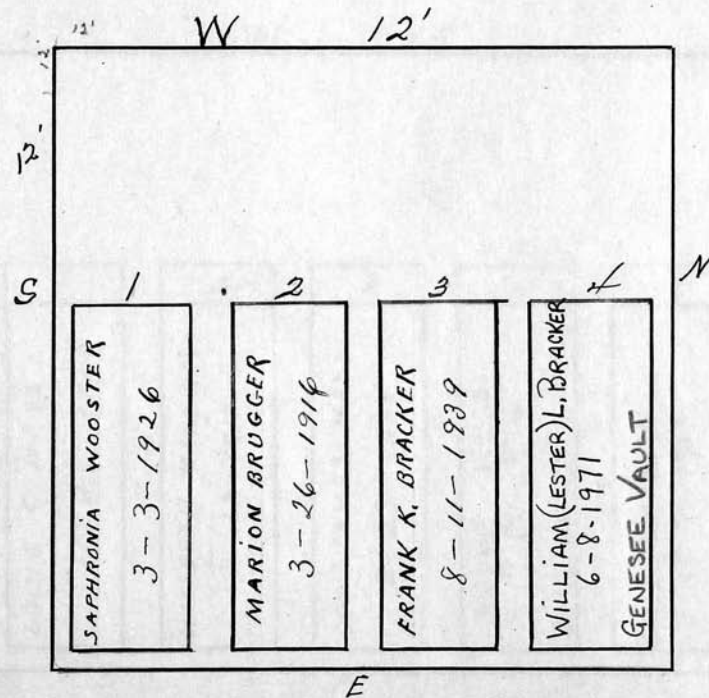 12'
W 12'
12'
12'
S
N
1
2
3
4
SAPHRONIA WOOSTER
3-3-1926
MARION BRUGGER
3-26-1916
FRANK K. BRACKER
8-11-1939
WILLIAM (LESTER) L. BRACKER
6-8-1971
GENESEE VAULT
E